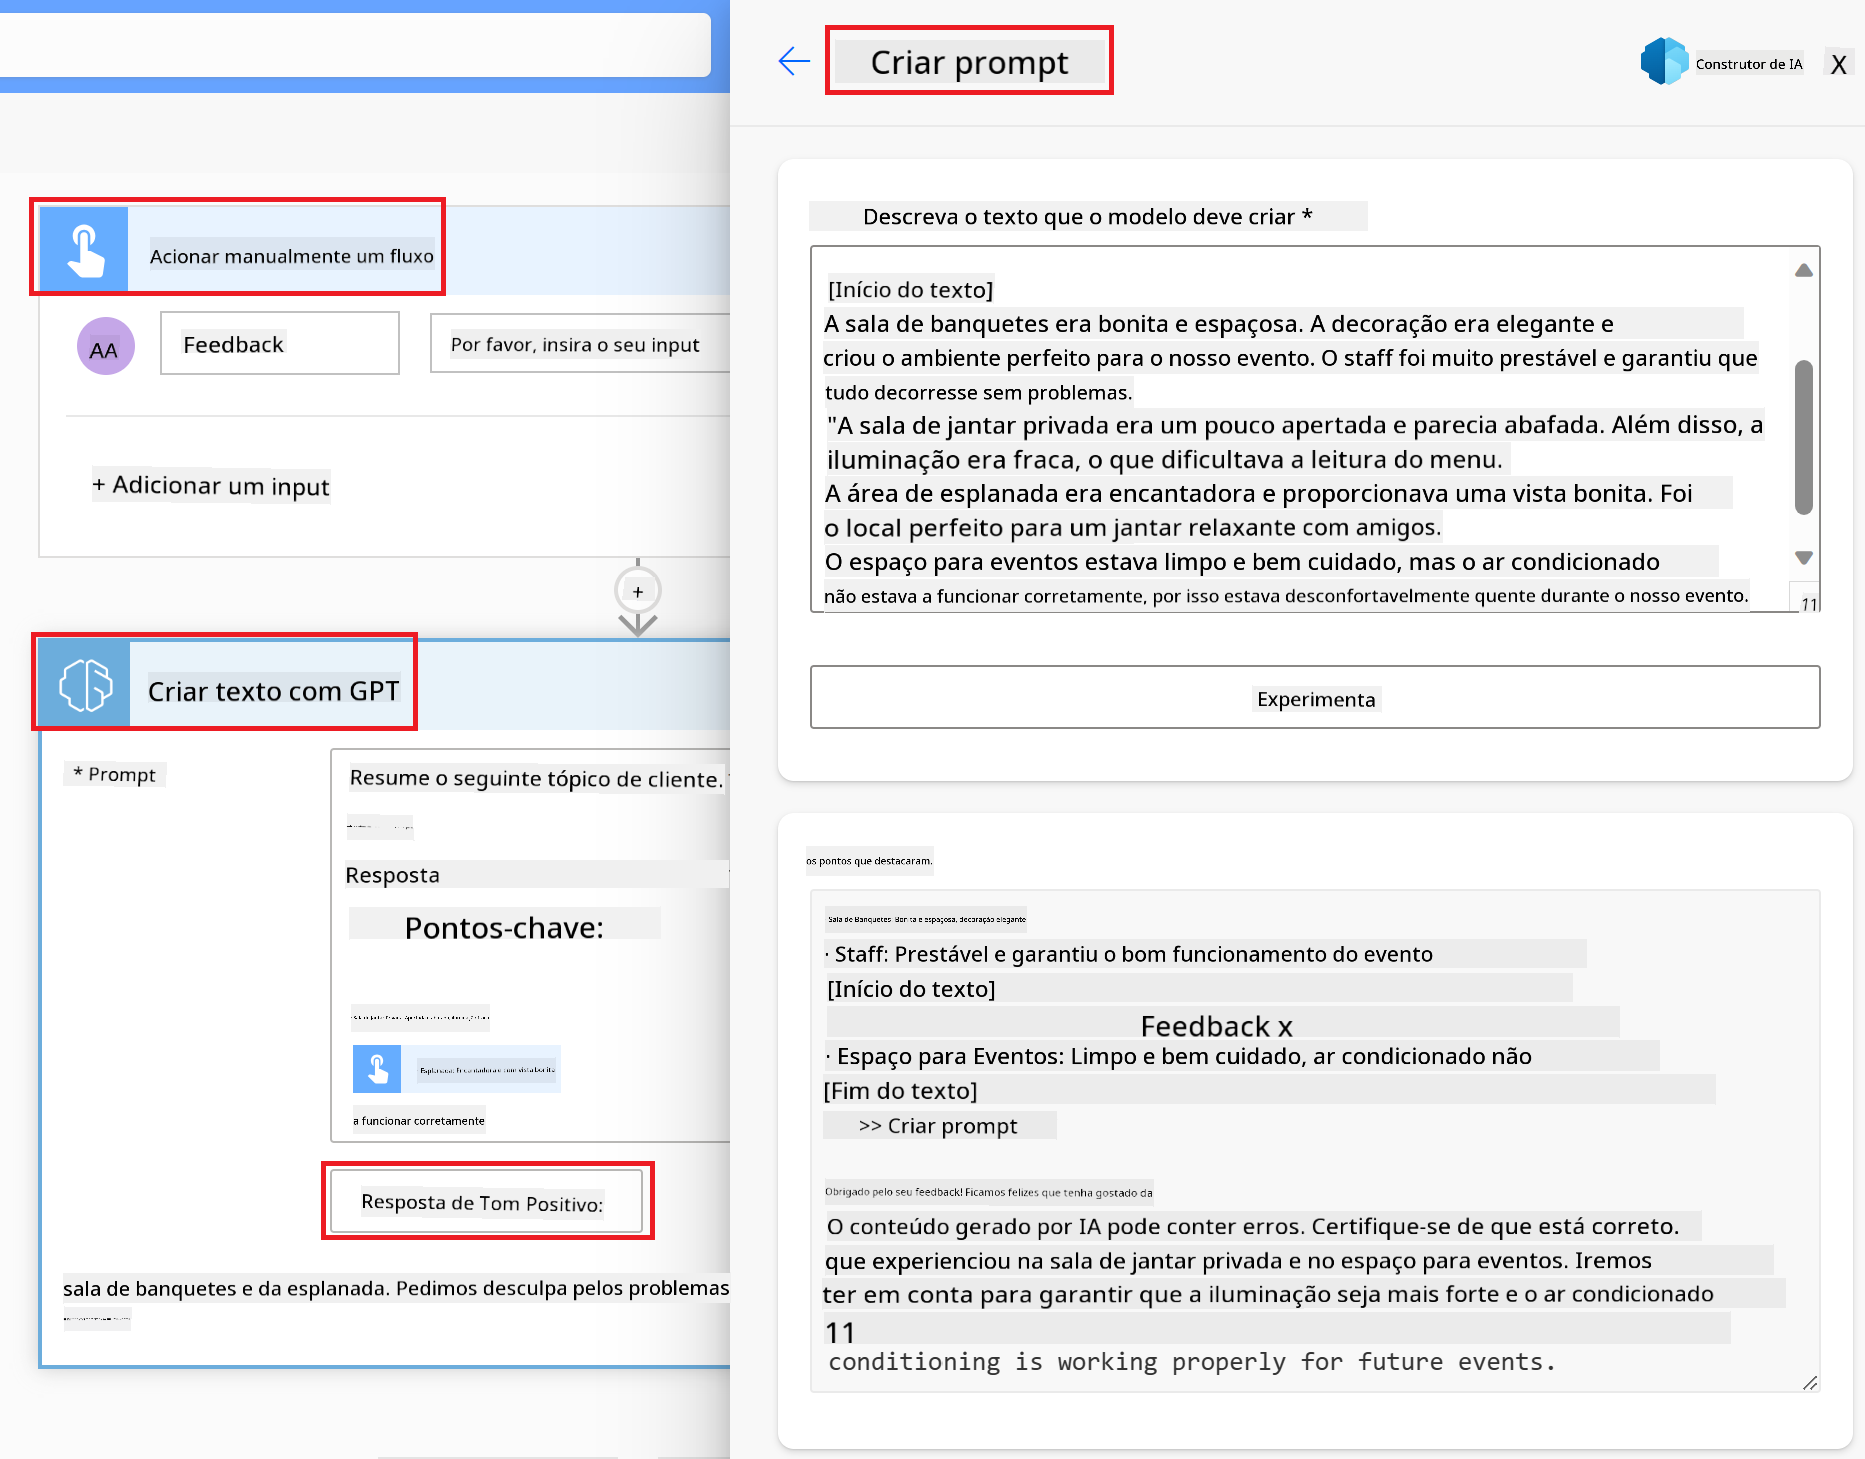 Acionar manualmente um fluxo
AA
Feedback
Por favor, insira o seu input
+ Adicionar um input
+
Criar texto com GPT
* Prompt
Resume o seguinte tópico de cliente.
Resposta
Pontos-chave:
Esplanada: Encantadora e com vista bonita
a funcionar corretamente
Resposta de Tom Positivo:
sala de banquetes e da esplanada. Pedimos desculpa pelos problemas
Criar prompt
Construtor de IA
X
Descreva o texto que o modelo deve criar *
[Início do texto]
A sala de banquetes era bonita e espaçosa. A decoração era elegante e
criou o ambiente perfeito para o nosso evento. O staff foi muito prestável e garantiu que
tudo decorresse sem problemas.
"A sala de jantar privada era um pouco apertada e parecia abafada. Além disso, a
iluminação era fraca, o que dificultava a leitura do menu.
A área de esplanada era encantadora e proporcionava uma vista bonita. Foi
o local perfeito para um jantar relaxante com amigos.
O espaço para eventos estava limpo e bem cuidado, mas o ar condicionado
não estava a funcionar corretamente, por isso estava desconfortavelmente quente durante o nosso evento.
11
Experimenta
os pontos que destacaram.
Sala de Banquetes: Bonita e espaçosa, decoração elegante
· Staff: Prestável e garantiu o bom funcionamento do evento
[Início do texto]
Feedback x
· Espaço para Eventos: Limpo e bem cuidado, ar condicionado não
[Fim do texto]
>> Criar prompt
Obrigado pelo seu feedback! Ficamos felizes que tenha gostado da
O conteúdo gerado por IA pode conter erros. Certifique-se de que está correto.
que experienciou na sala de jantar privada e no espaço para eventos. Iremos
ter em conta para garantir que a iluminação seja mais forte e o ar condicionado
11
conditioning is working properly for future events.